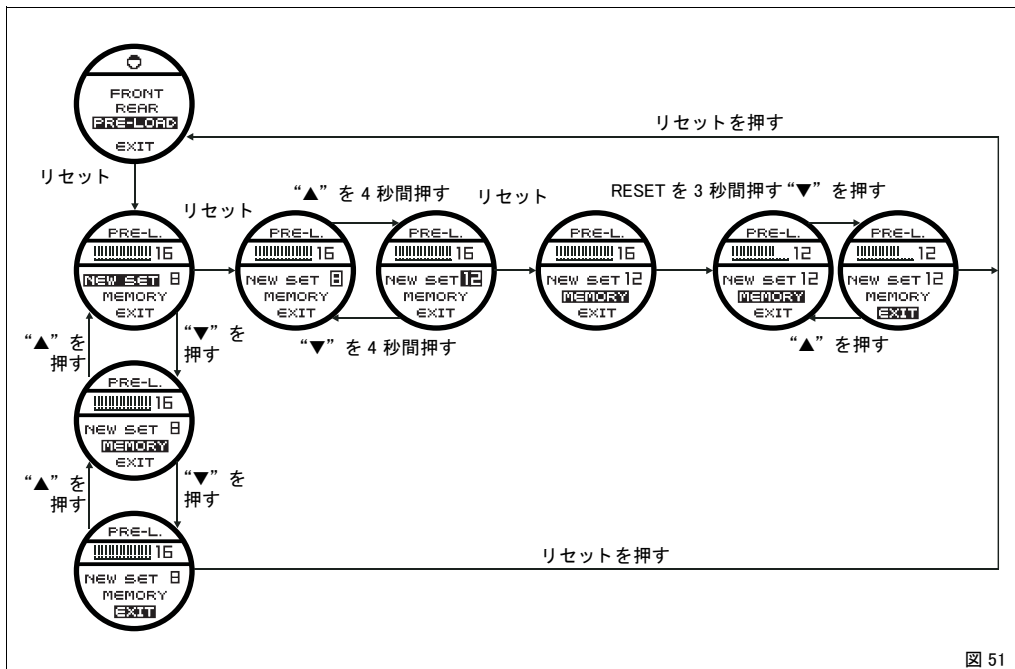 FRONT
REAR
PRE-LOAD
EXIT
リセットを押す
リセット
リセット
“▲” を 4 秒間押す
リセット
RESET を 3 秒間押す “▼” を押す
PRE-L.
16
NEW SET 8
MEMORY
EXIT
PRE-L.
16
NEW SET 8
MEMORY
EXIT
PRE-L.
16
NEW SET 12
MEMORY
EXIT
PRE-L.
16
NEW SET 12
MEMORY
EXIT
PRE-L.
12
NEW SET 12
MEMORY
EXIT
PRE-L.
12
NEW SET 12
MEMORY
EXIT
“▼” を 4 秒間押す
“▲” を押す
“▲” を
押す
“▼” を
押す
PRE-L.
16
NEW SET 8
MEMORY
EXIT
“▲” を
押す
“▼” を
押す
PRE-L.
16
NEW SET 8
MEMORY
EXIT
リセットを押す
図 51